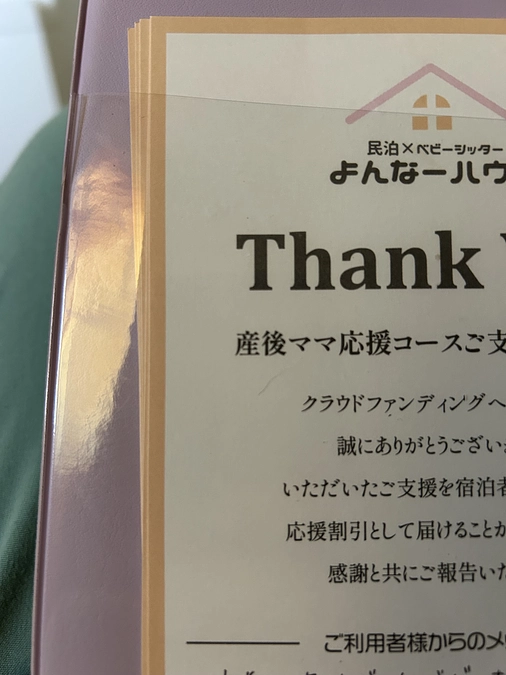 民泊×ベビーシッター
よんなーハウ
Thank
産後ママ応援コースご支
クラウドファンディングへ
誠にありがとうござい
いただいたご支援を宿泊者
応援割引として届けること
感謝と共にご報告いた
ご利用者様からのメ